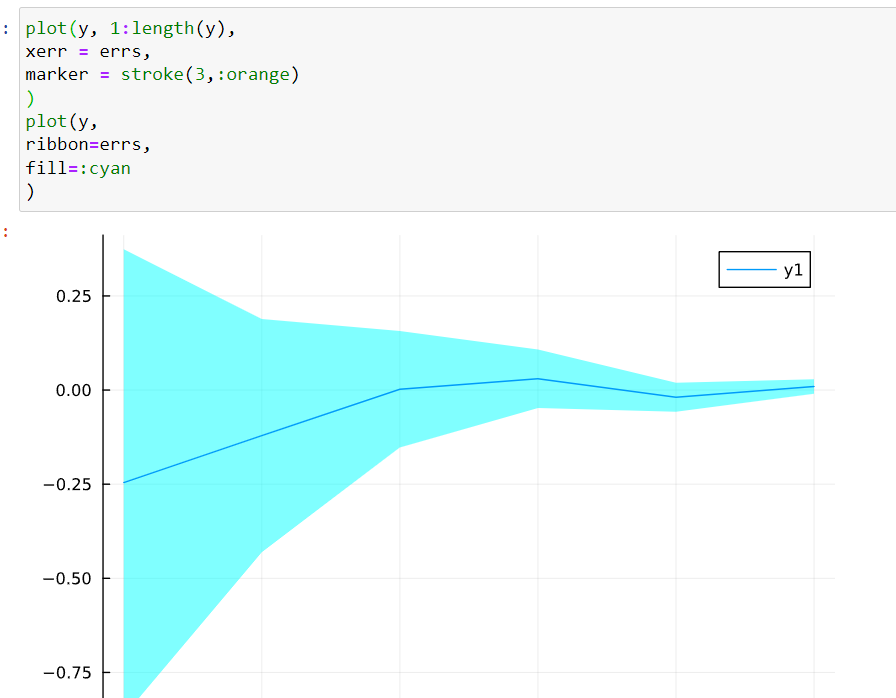 :
plot(y, 1:length(y),
xerr = errs,
marker = stroke(3,:orange)
)
plot(y,
ribbon=errs,
fill=:cyan
)
:
y1
0.25
0.00
−0.25
−0.50
−0.75